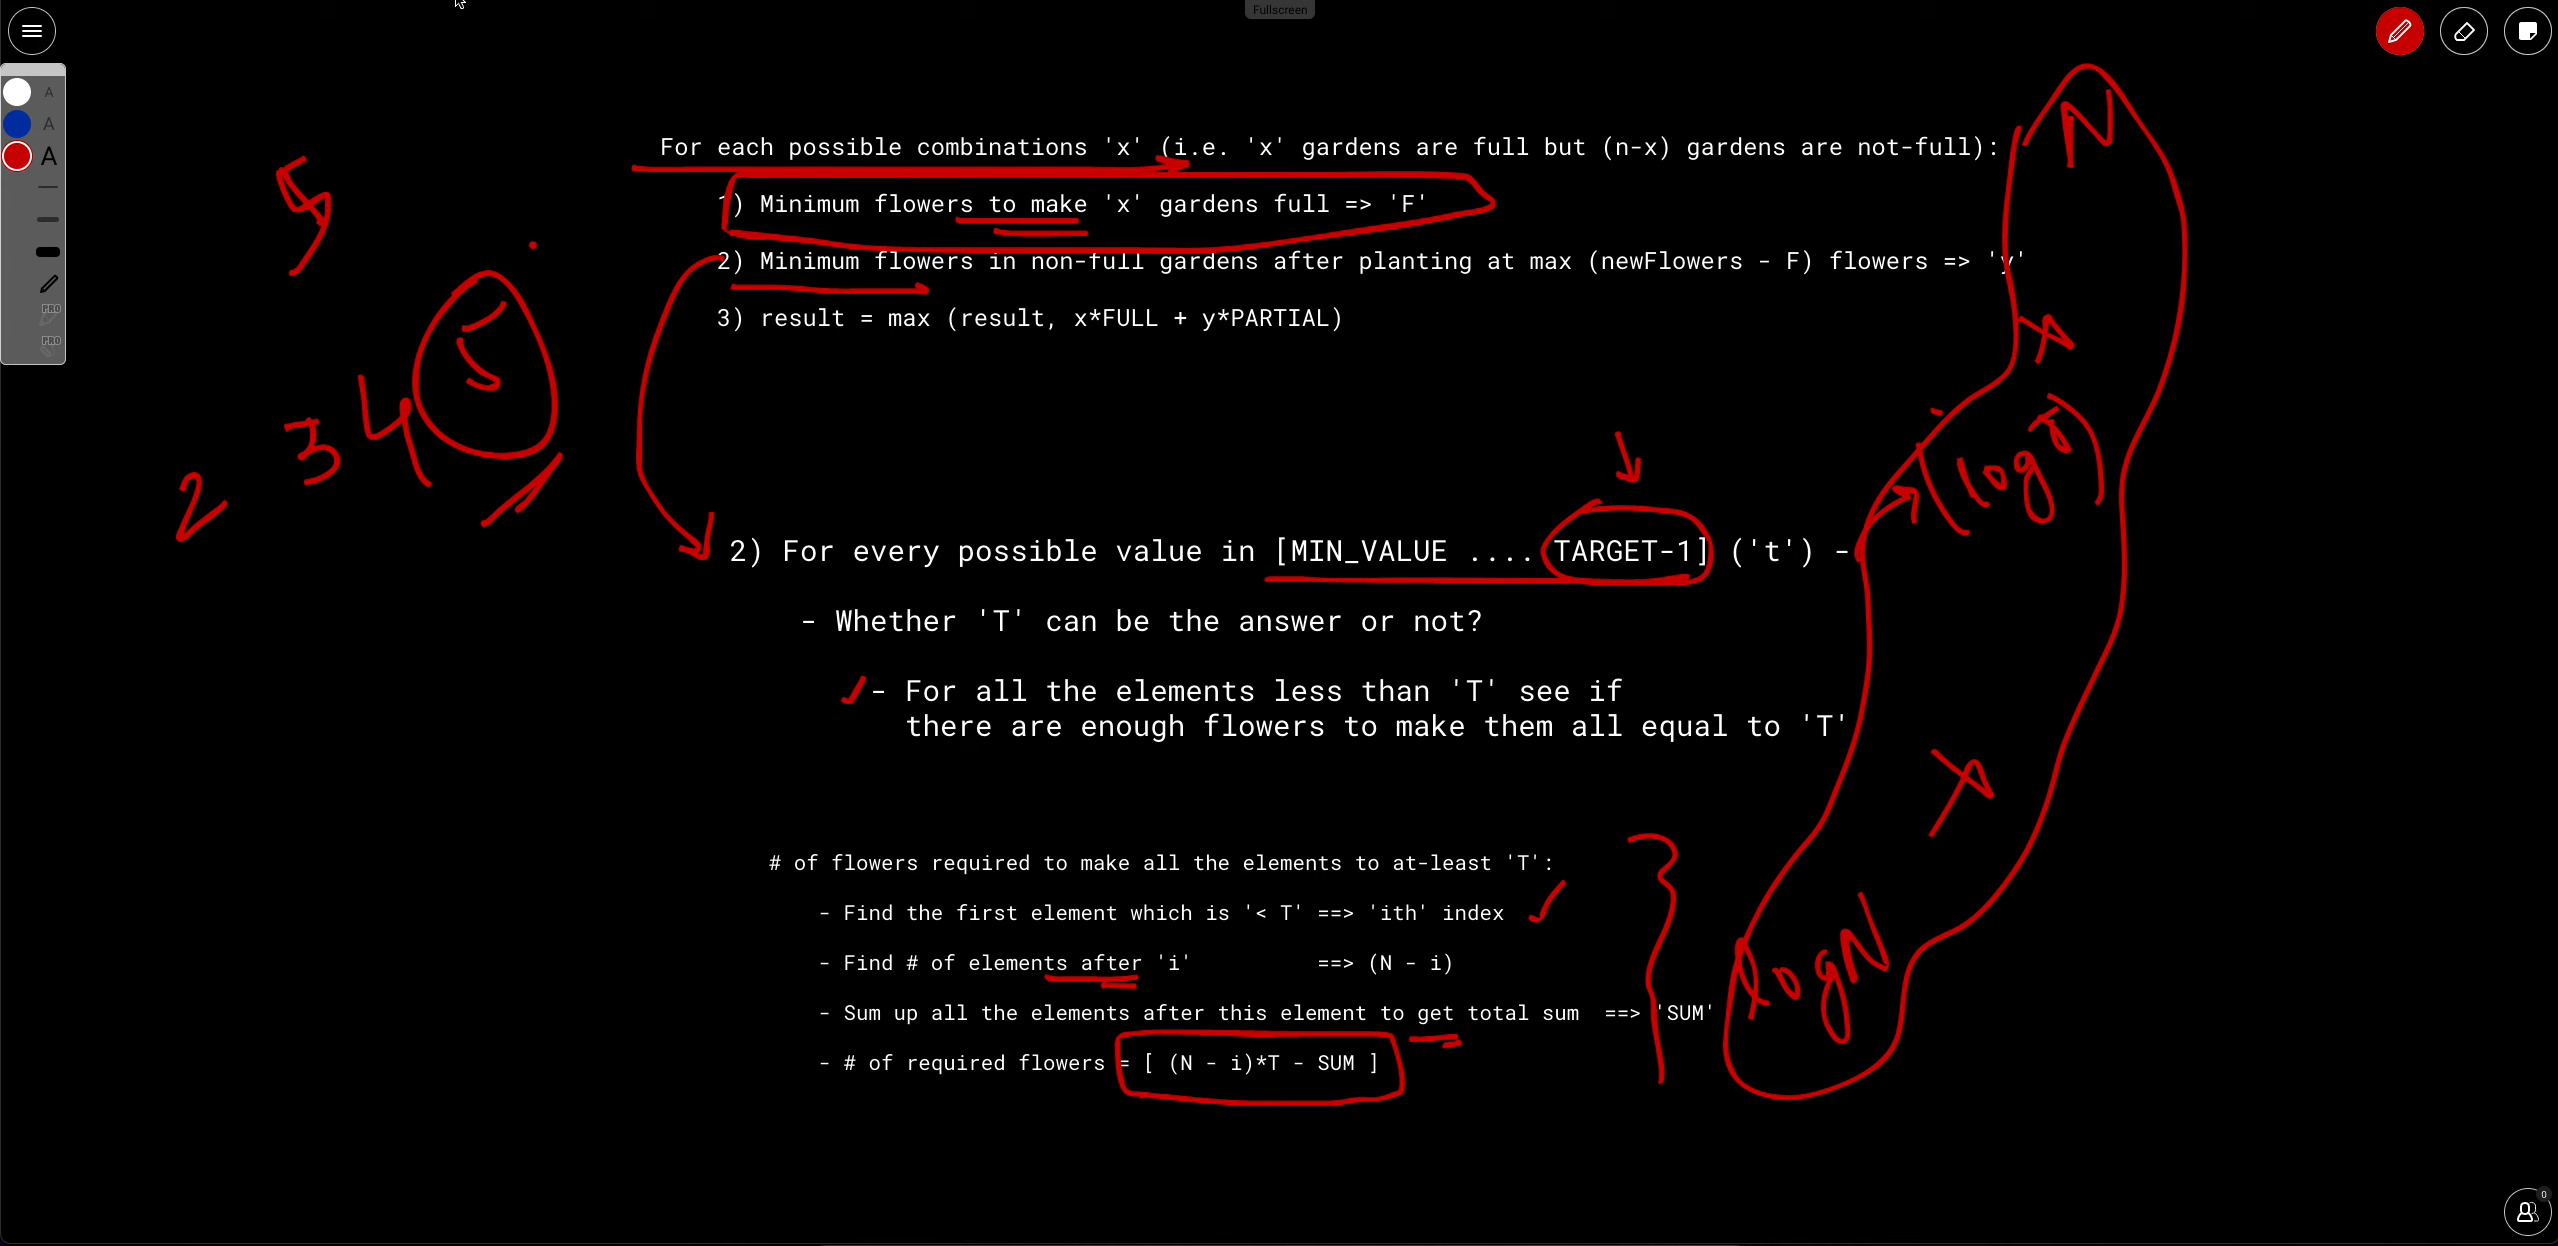 Fullscreen
A
A
A
PRO
PRO
N
For each possible combinations 'x' (i.e. 'x' gardens are full but (n-x) gardens are not-full):
1) Minimum flowers to make 'x' gardens full => 'F'
2) Minimum flowers in non-full gardens after planting at max (newFlowers - F) flowers => 'y'
3) result = max (result, x*FULL + y*PARTIAL)
x
5
2 3 4 5
(log T)
2) For every possible value in [MIN_VALUE .... TARGET-1] ('t') -
- Whether 'T' can be the answer or not?
- For all the elements less than 'T' see if
there are enough flowers to make them all equal to 'T'
x
# of flowers required to make all the elements to at-least 'T':
- Find the first element which is '< T' ==> 'ith' index
- Find # of elements after 'i' ==> (N - i)
- Sum up all the elements after this element to get total sum ==> 'SUM'
- # of required flowers = [ (N - i)*T - SUM ]
logN
0